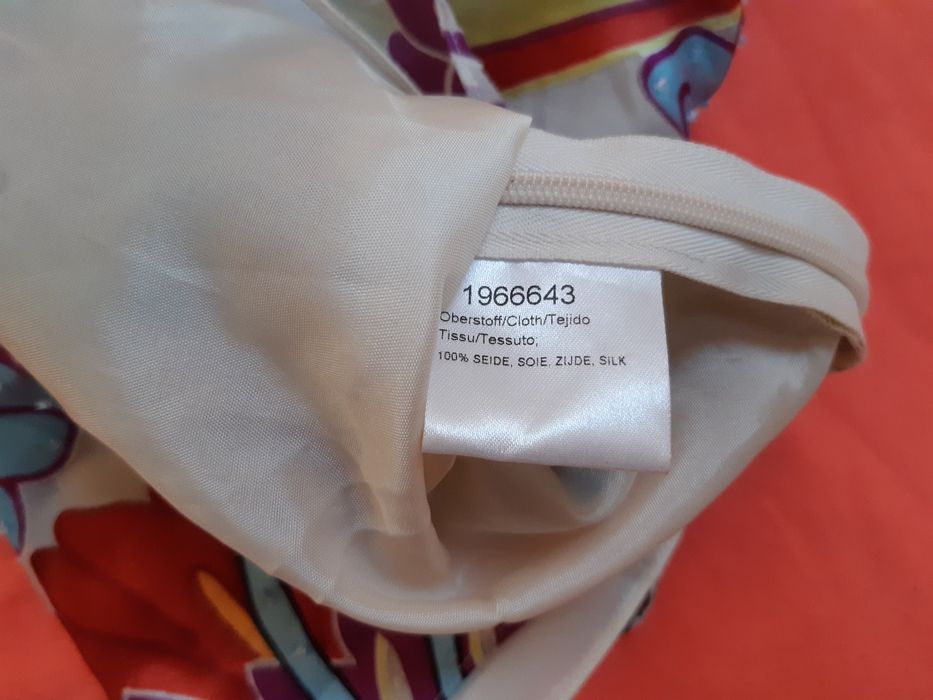 1966643
Oberstoff/Cloth/Tejido
Tissu/Tessuto,
100% SEIDE, SOIE, ZIJDE, SILK